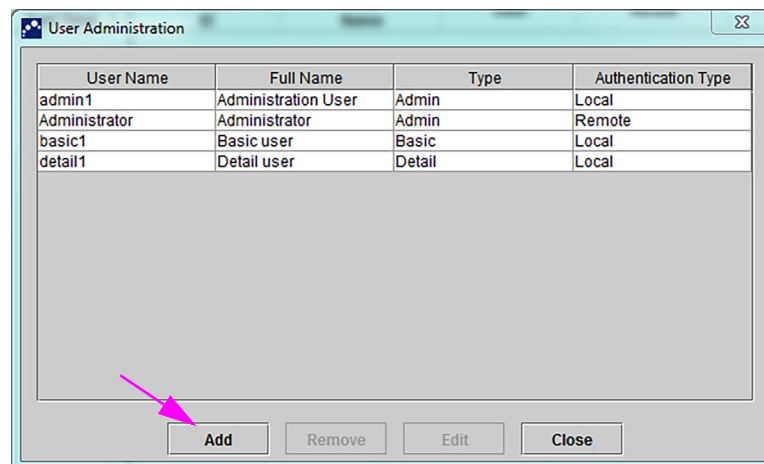 User Administration
User Name Full Name Type Authentication Type
admin1 Administration User Admin Local
Administrator Administrator Admin Remote
basic1 Basic user Basic Local
detail1 Detail user Detail Local
Add Remove Edit Close